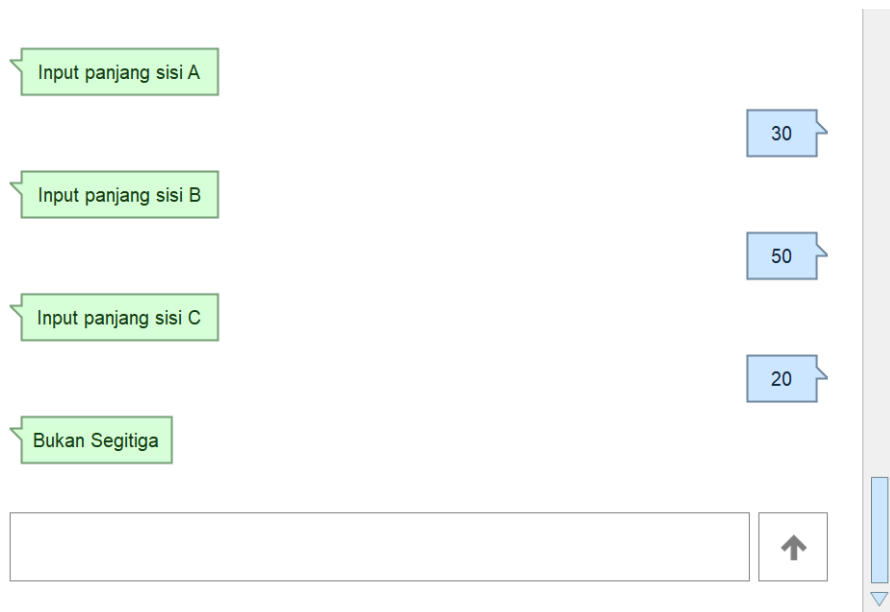 Input panjang sisi A
30
Input panjang sisi B
50
Input panjang sisi C
20
Bukan Segitiga